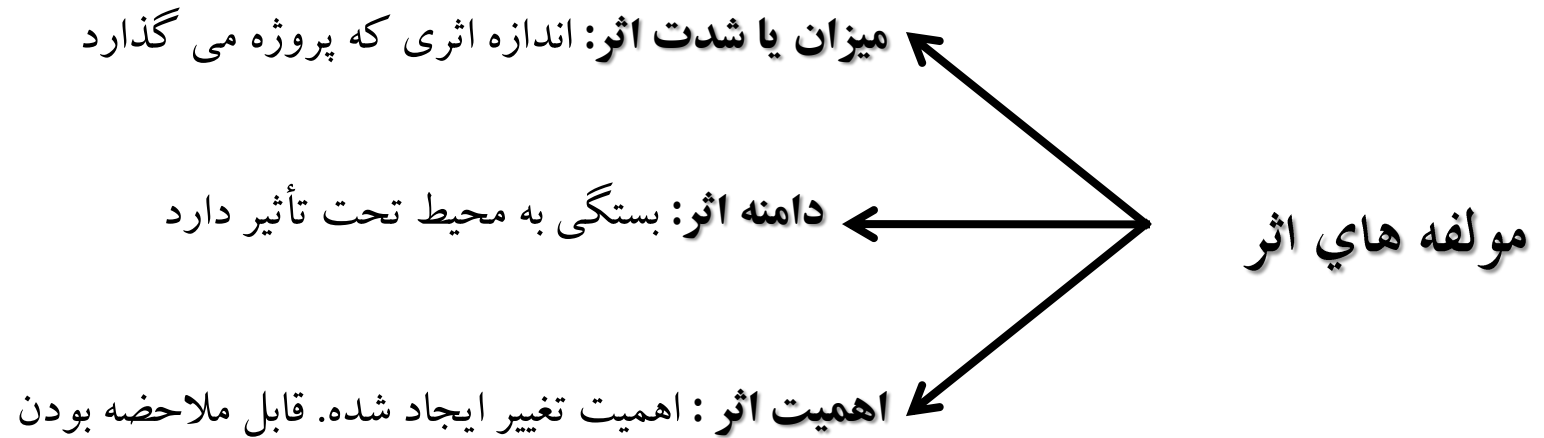 مولفه هاي اثر
میزان یا شدت اثر: اندازه اثری که پروژه می گذارد
دامنه اثر: بستگی به محیط تحت تأثیر دارد
اهمیت اثر : اهمیت تغییر ایجاد شده. قابل ملاحضه بودن